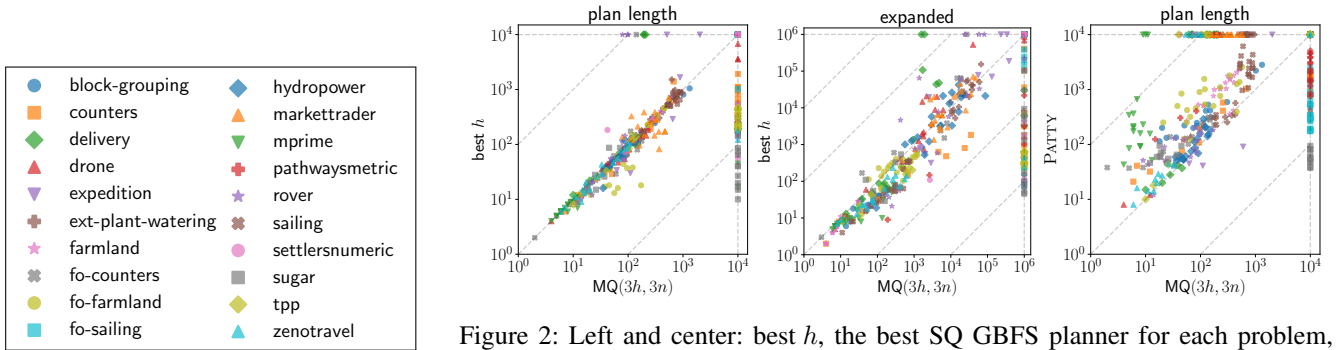 block-grouping
counters
delivery
drone
expedition
ext-plant-watering
farmland
fo-counters
fo-farmland
fo-sailing
hydropower
markettrader
mprime
pathwaysmetric
rover
sailing
settlersnumeric
sugar
tpp
zenotravel
plan length
best h
10^4
10^3
10^2
10^1
10^0
10^0 10^1 10^2 10^3 10^4
MQ(3h, 3n)
expanded
best h
10^6
10^5
10^4
10^3
10^2
10^1
10^0
10^0 10^1 10^2 10^3 10^4 10^5 10^6
MQ(3h, 3n)
plan length
PATTY
10^4
10^3
10^2
10^1
10^0
10^0 10^1 10^2 10^3 10^4
MQ(3h, 3n)
Figure 2: Left and center: best h, the best SQ GBFS planner for each problem,